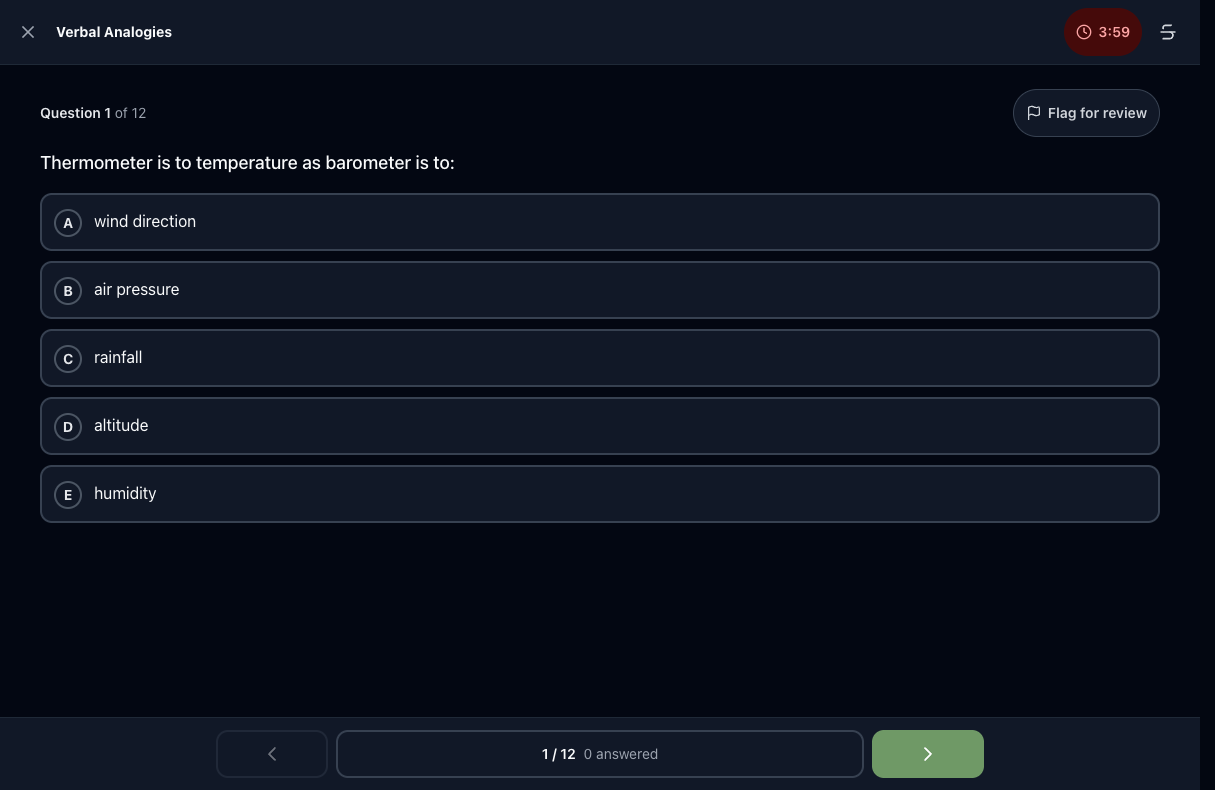 Verbal Analogies
3:59
Question 1 of 12
Flag for review
Thermometer is to temperature as barometer is to:
A wind direction
B air pressure
C rainfall
D altitude
E humidity
1 / 12 0 answered